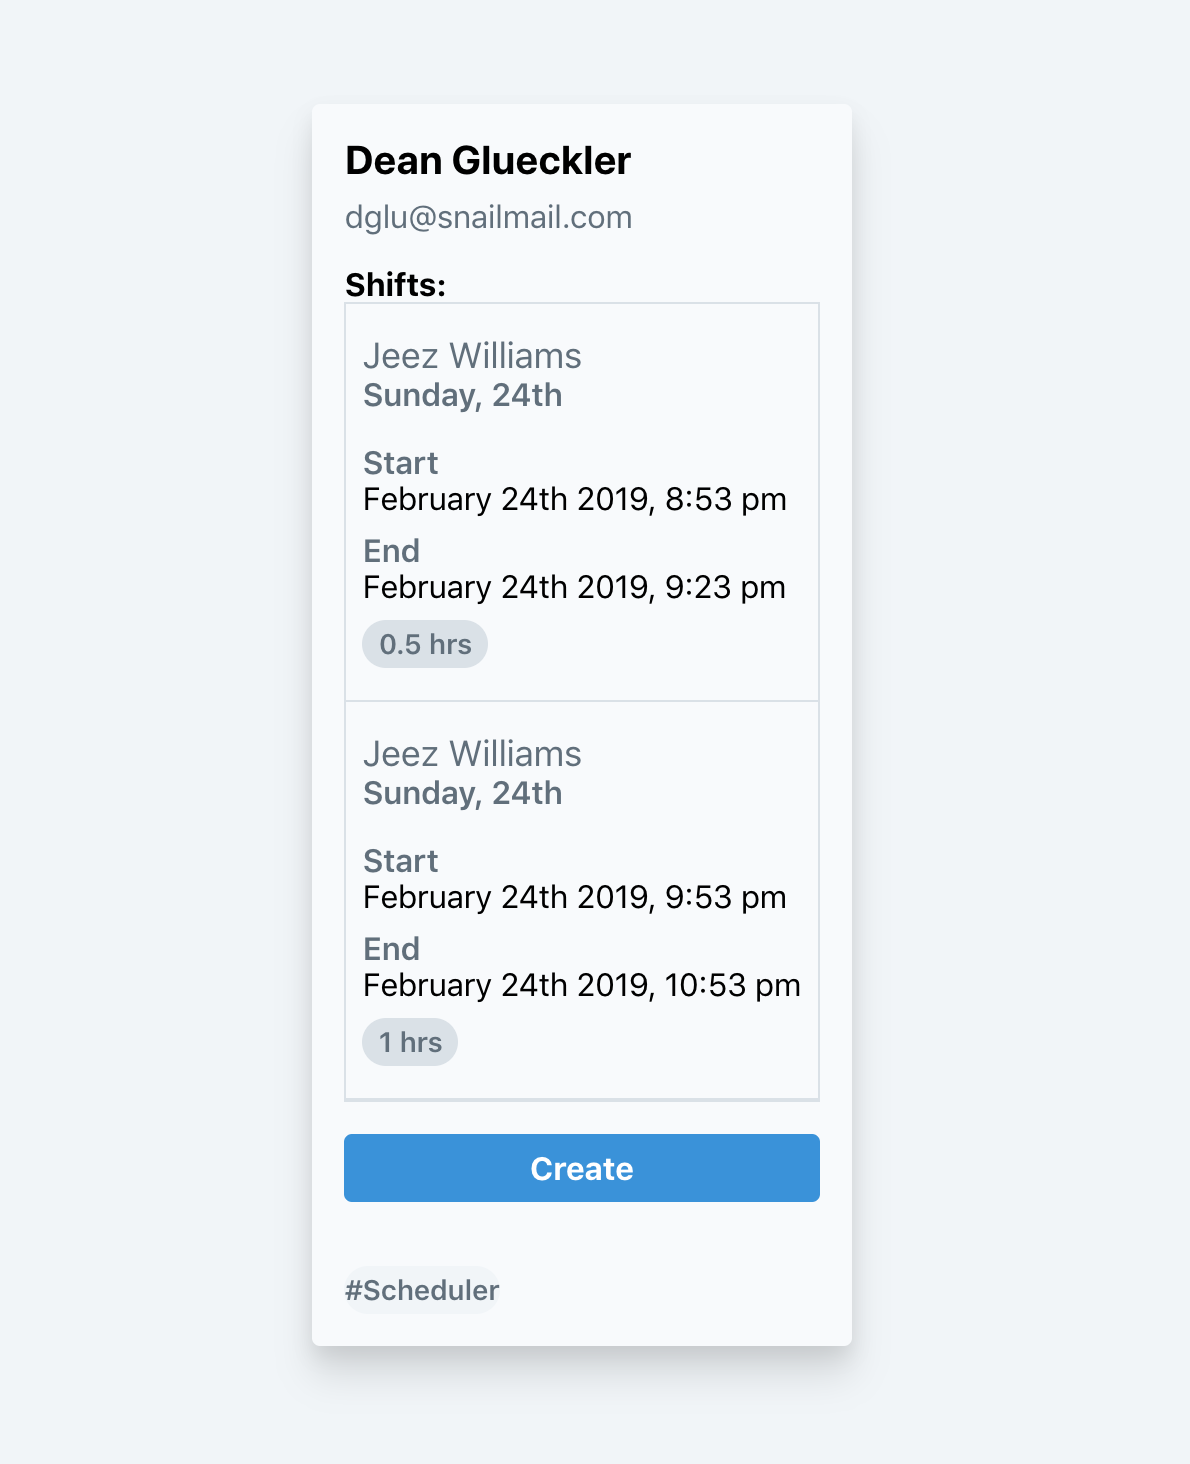 Dean Glueckler
dglu@snailmail.com
Shifts:
Jeez Williams
Sunday, 24th
Start
February 24th 2019, 8:53 pm
End
February 24th 2019, 9:23 pm
0.5 hrs
Jeez Williams
Sunday, 24th
Start
February 24th 2019, 9:53 pm
End
February 24th 2019, 10:53 pm
1 hrs
Create
#Scheduler